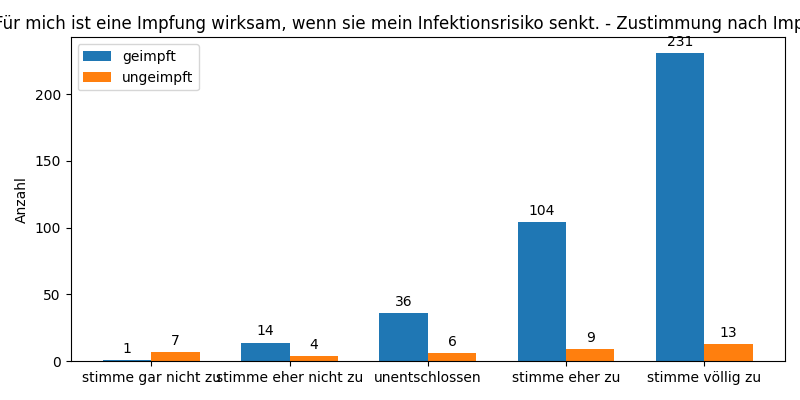 Für mich ist eine Impfung wirksam, wenn sie mein Infektionsrisiko senkt. - Zustimmung nach Imp
geimpft
ungeimpft
Anzahl
200
150
100
50
0
1
7
14
4
36
6
104
9
231
13
stimme gar nicht zu
stimme eher nicht zu
unentschlossen
stimme eher zu
stimme völlig zu